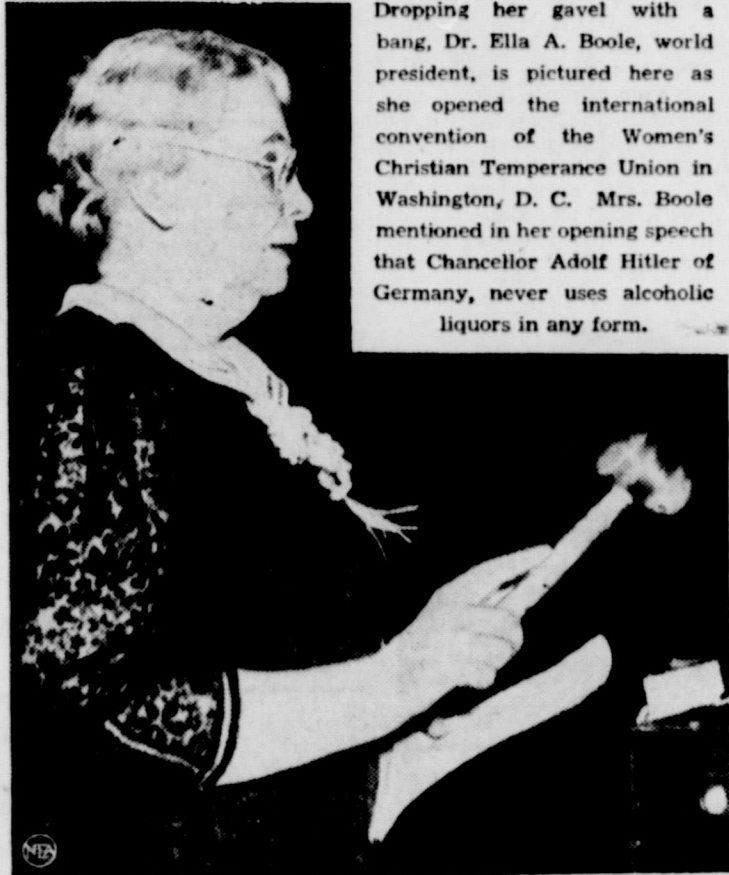 Dropping her gavel with a
bang, Dr. Ella A. Boole, world
president, is pictured here as
she opened the international
convention of the Women's
Christian Temperance Union in
Washington, D. C. Mrs. Boole
mentioned in her opening speech
that Chancellor Adolf Hitler of
Germany, never uses alcoholic
liquors in any form.
NEA